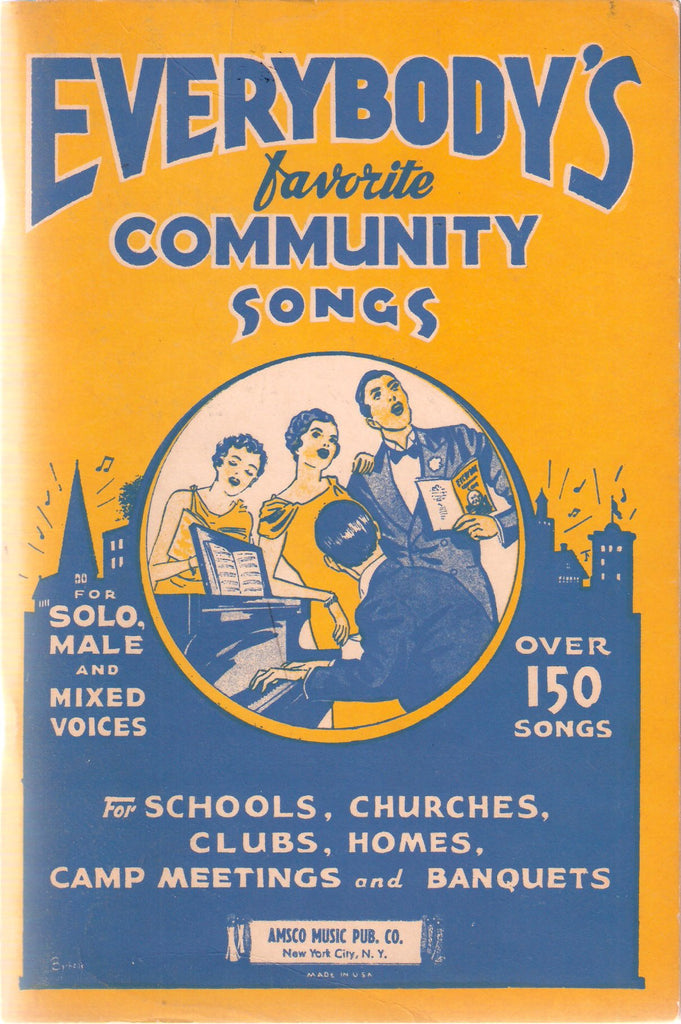 EVERYBODY'S
favorite
COMMUNITY
SONGS
FOR
SOLO,
MALE
AND
MIXED
VOICES
OVER
150
SONGS
For SCHOOLS, CHURCHES,
CLUBS, HOMES,
CAMP MEETINGS and BANQUETS
AMSCO MUSIC PUB. CO.
New York City, N. Y.
MADE IN U S A